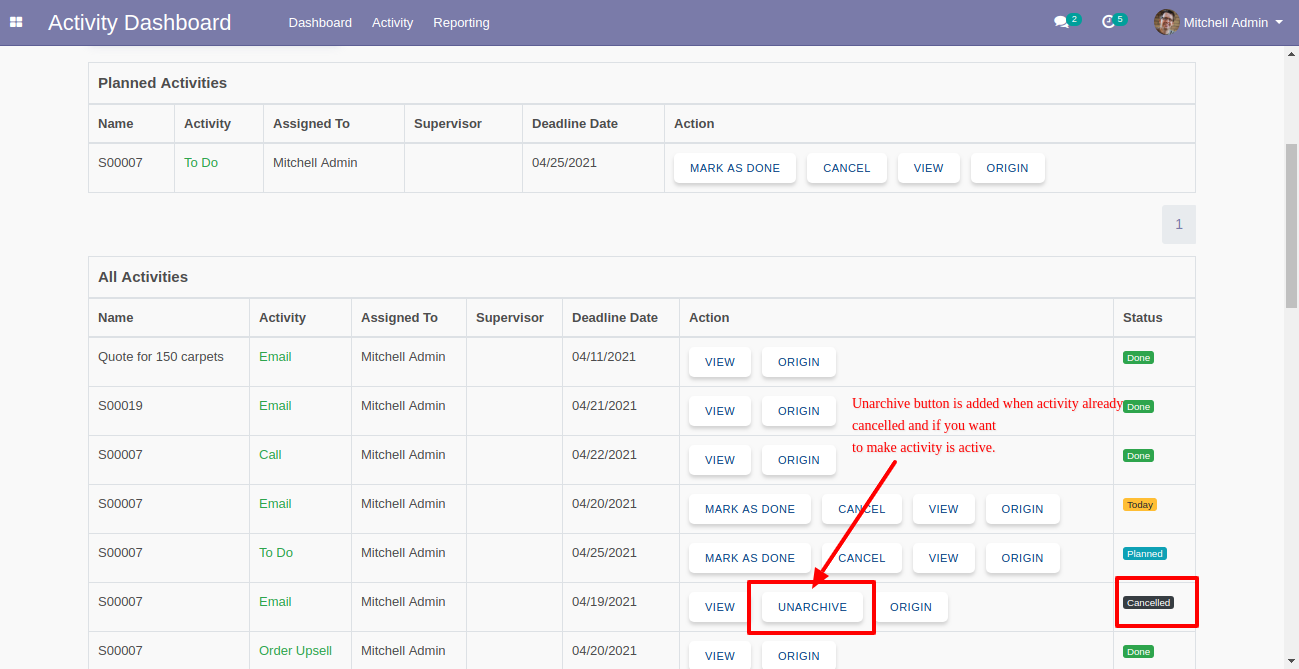 Activity Dashboard Dashboard Activity Reporting 2 5 Mitchell Admin
Planned Activities
Name Activity Assigned To Supervisor Deadline Date Action
S00007 To Do Mitchell Admin 04/25/2021 MARK AS DONE CANCEL VIEW ORIGIN
1
All Activities
Name Activity Assigned To Supervisor Deadline Date Action Status
Quote for 150 carpets Email Mitchell Admin 04/11/2021 VIEW ORIGIN Done
S00019 Email Mitchell Admin 04/21/2021 VIEW ORIGIN Done
Unarchive button is added when activity already
cancelled and if you want
to make activity is active.
S00007 Call Mitchell Admin 04/22/2021 VIEW ORIGIN Done
S00007 Email Mitchell Admin 04/20/2021 MARK AS DONE CANCEL VIEW ORIGIN Today
S00007 To Do Mitchell Admin 04/25/2021 MARK AS DONE CANCEL VIEW ORIGIN Planned
S00007 Email Mitchell Admin 04/19/2021 VIEW UNARCHIVE ORIGIN Cancelled
S00007 Order Upsell Mitchell Admin 04/20/2021 VIEW ORIGIN Done